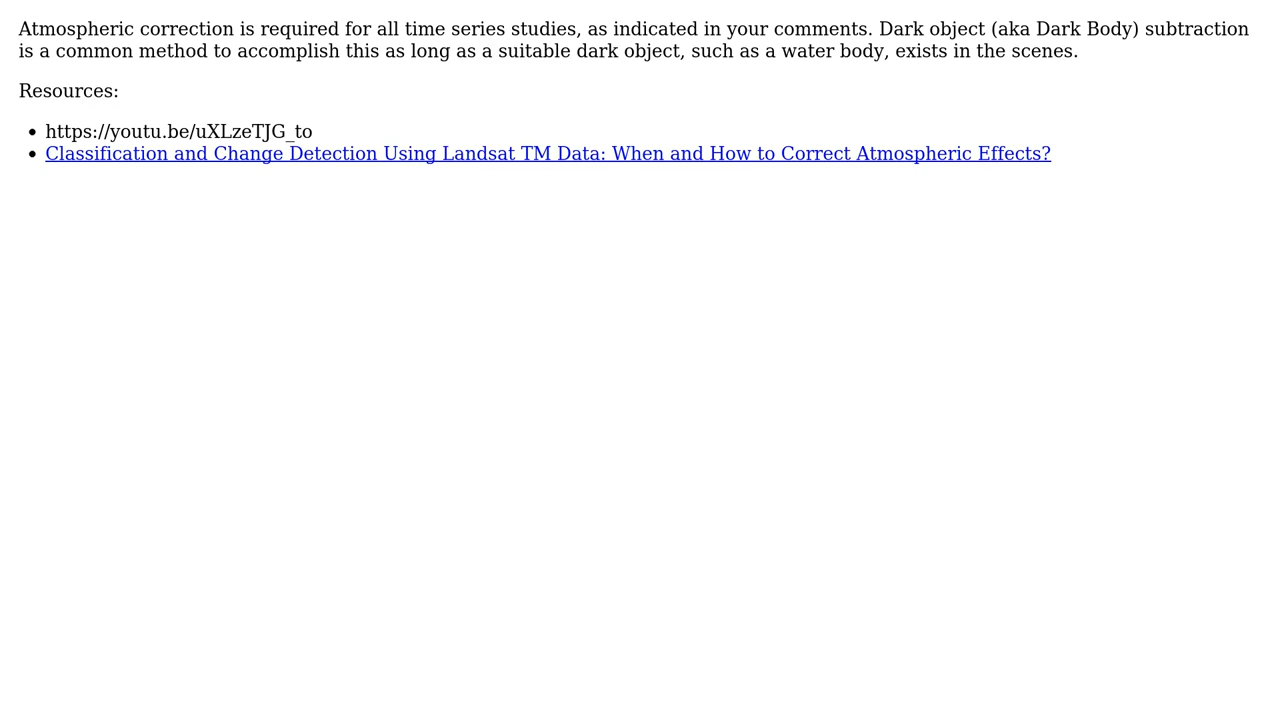 Atmospheric correction is required for all time series studies, as indicated in your comments. Dark object (aka Dark Body) subtraction
is a common method to accomplish this as long as a suitable dark object, such as a water body, exists in the scenes.
Resources:
• https://youtu.be/uXLzeTJG_to
• Classification and Change Detection Using Landsat TM Data: When and How to Correct Atmospheric Effects?